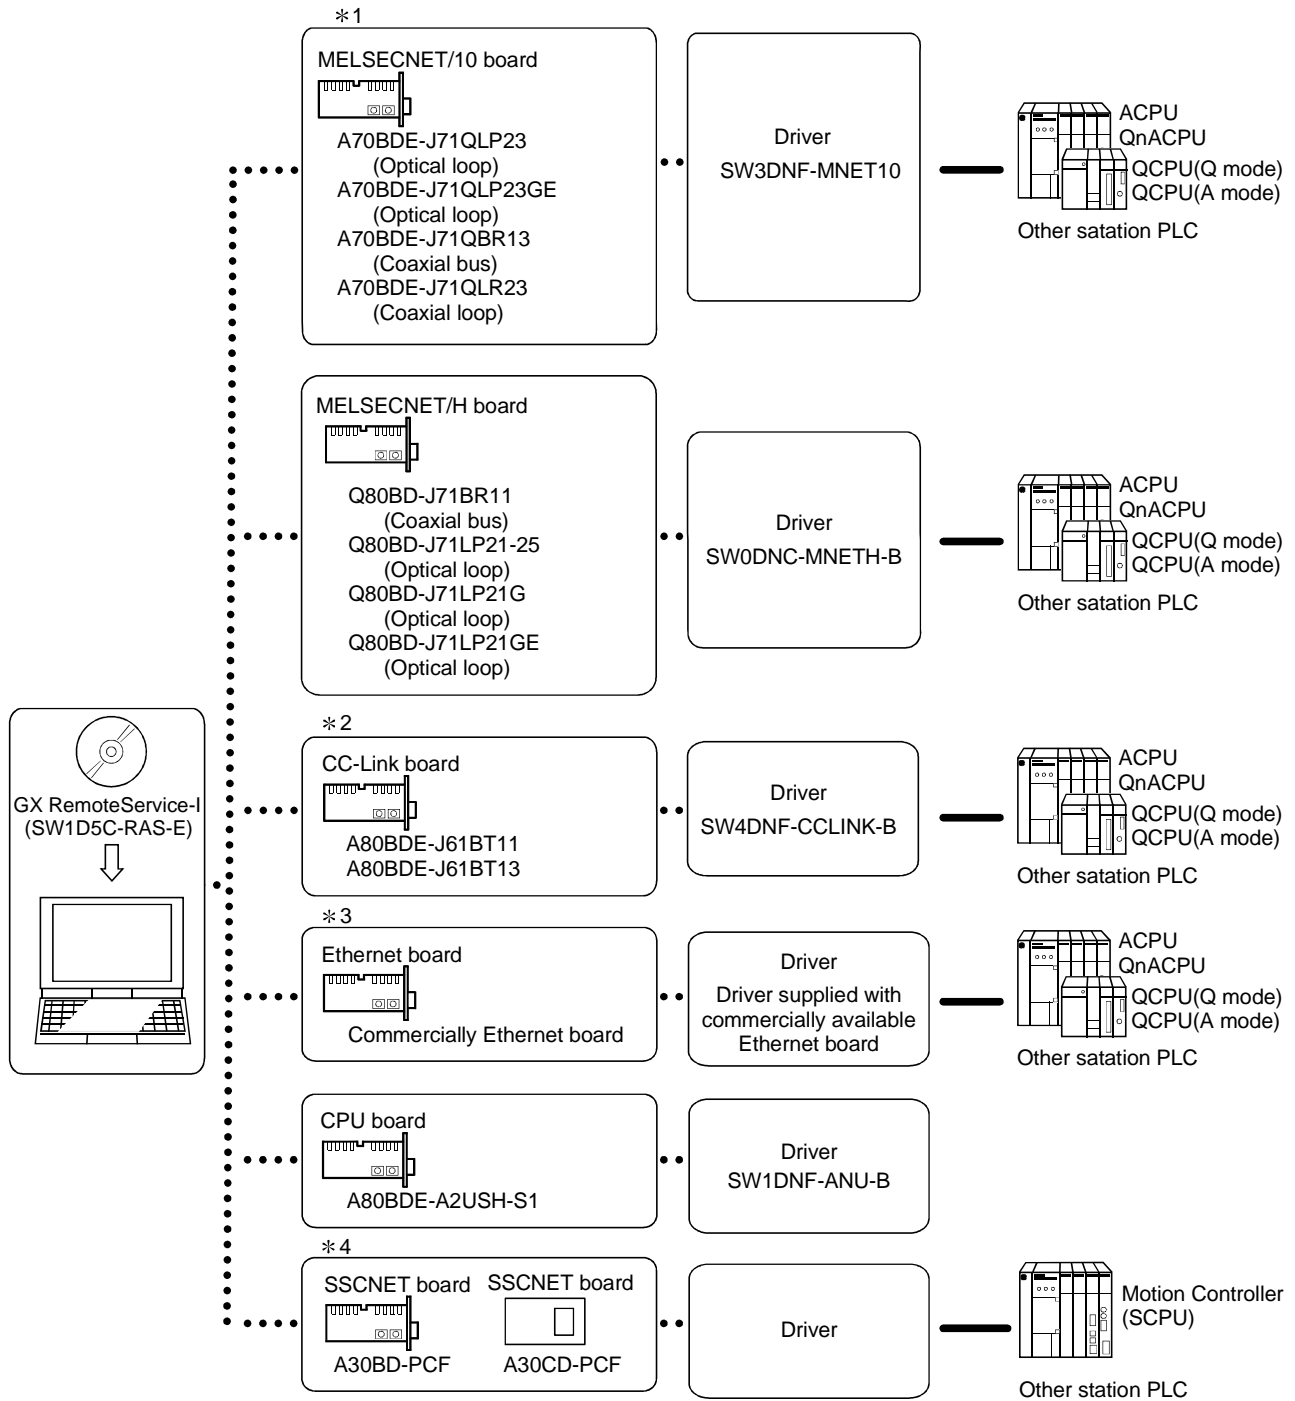 GX RemoteService-I
(SW1D5C-RAS-E)
*1
MELSECNET/10 board
A70BDE-J71QLP23
(Optical loop)
A70BDE-J71QLP23GE
(Optical loop)
A70BDE-J71QBR13
(Coaxial bus)
A70BDE-J71QLR23
(Coaxial loop)
Driver
SW3DNF-MNET10
ACPU
QnACPU
QCPU(Q mode)
QCPU(A mode)
Other satation PLC
MELSECNET/H board
Q80BD-J71BR11
(Coaxial bus)
Q80BD-J71LP21-25
(Optical loop)
Q80BD-J71LP21G
(Optical loop)
Q80BD-J71LP21GE
(Optical loop)
Driver
SW0DNC-MNETH-B
ACPU
QnACPU
QCPU(Q mode)
QCPU(A mode)
Other satation PLC
*2
CC-Link board
A80BDE-J61BT11
A80BDE-J61BT13
Driver
SW4DNF-CCLINK-B
ACPU
QnACPU
QCPU(Q mode)
QCPU(A mode)
Other satation PLC
*3
Ethernet board
Commercially Ethernet board
Driver
Driver supplied with
commercially available
Ethernet board
ACPU
QnACPU
QCPU(Q mode)
QCPU(A mode)
Other satation PLC
CPU board
A80BDE-A2USH-S1
Driver
SW1DNF-ANU-B
*4
SSCNET board
A30BD-PCF
SSCNET board
A30CD-PCF
Driver
Motion Controller
(SCPU)
Other station PLC